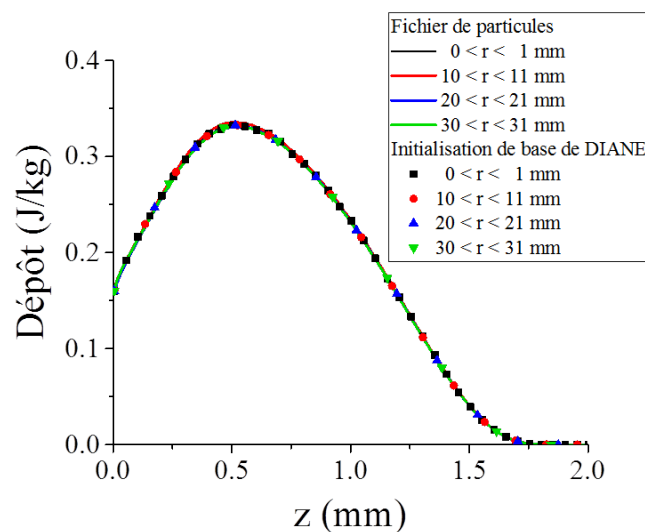 Fichier de particules
0 < r < 1 mm
10 < r < 11 mm
20 < r < 21 mm
30 < r < 31 mm
Initialisation de base de DIANE
0 < r < 1 mm
10 < r < 11 mm
20 < r < 21 mm
30 < r < 31 mm
Dépôt (J/kg)
0.4
0.3
0.2
0.1
0.0
0.0 0.5 1.0 1.5 2.0
z (mm)